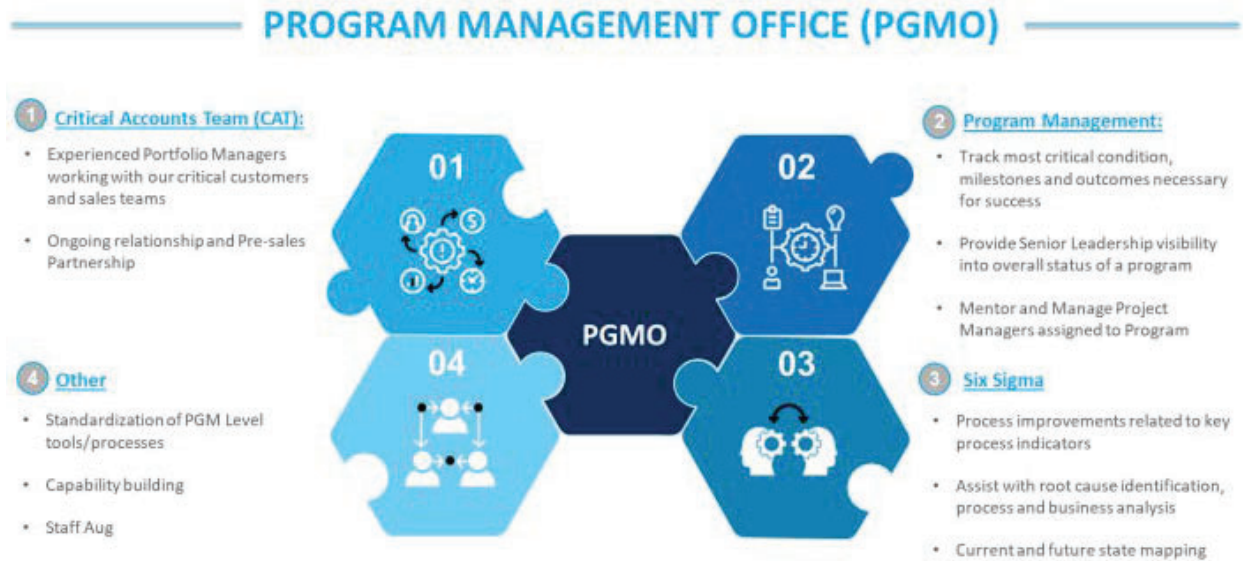 PROGRAM MANAGEMENT OFFICE (PGMO)
1 Critical Accounts Team (CAT):
• Experienced Portfolio Managers
working with our critical customers
and sales teams
• Ongoing relationship and Pre-sales
Partnership
2 Program Management:
• Track most critical condition,
milestones and outcomes necessary
for success
• Provide Senior Leadership visibility
into overall status of a program
• Mentor and Manage Project
Managers assigned to Program
01
02
PGMO
04
03
4 Other
• Standardization of PGM Level
tools/processes
• Capability building
• Staff Aug
3 Six Sigma
• Process improvements related to key
process indicators
• Assist with root cause identification,
process and business analysis
• Current and future state mapping